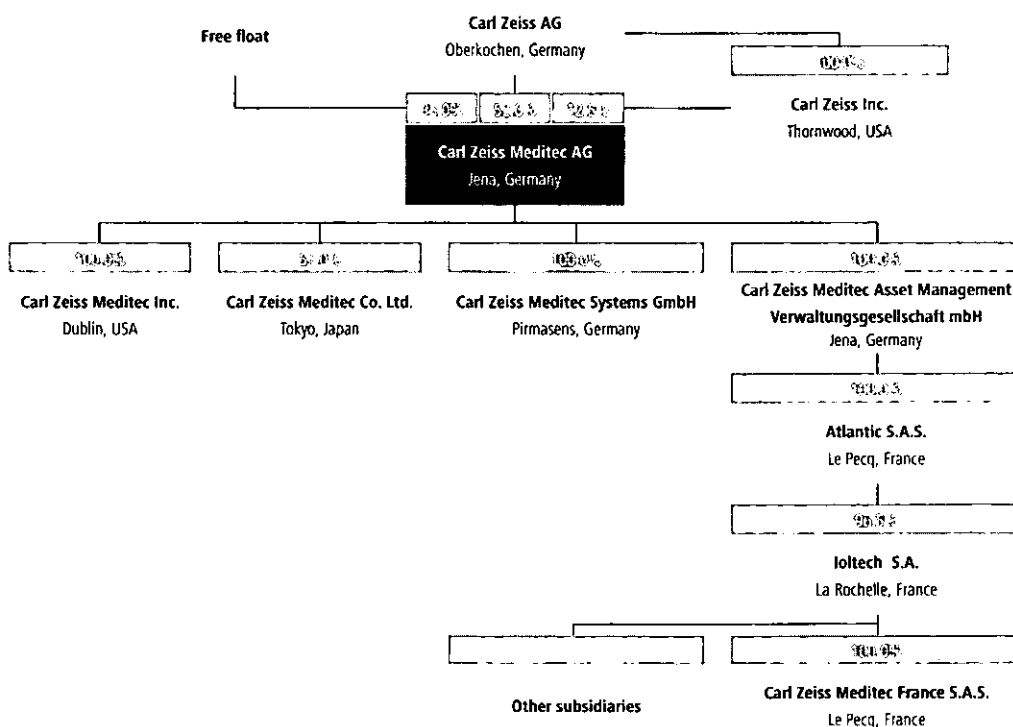 Free float
Carl Zeiss AG
Oberkochen, Germany
Carl Zeiss Inc.
Thornwood, USA
Carl Zeiss Meditec AG
Jena, Germany
Carl Zeiss Meditec Inc.
Dublin, USA
Carl Zeiss Meditec Co. Ltd.
Tokyo, Japan
Carl Zeiss Meditec Systems GmbH
Pirmasens, Germany
Carl Zeiss Meditec Asset Management
Verwaltungsgesellschaft mbH
Jena, Germany
Atlantic S.A.S.
Le Pecq, France
Ioltech S.A.
La Rochelle, France
Other subsidiaries
Carl Zeiss Meditec France S.A.S.
Le Pecq, France